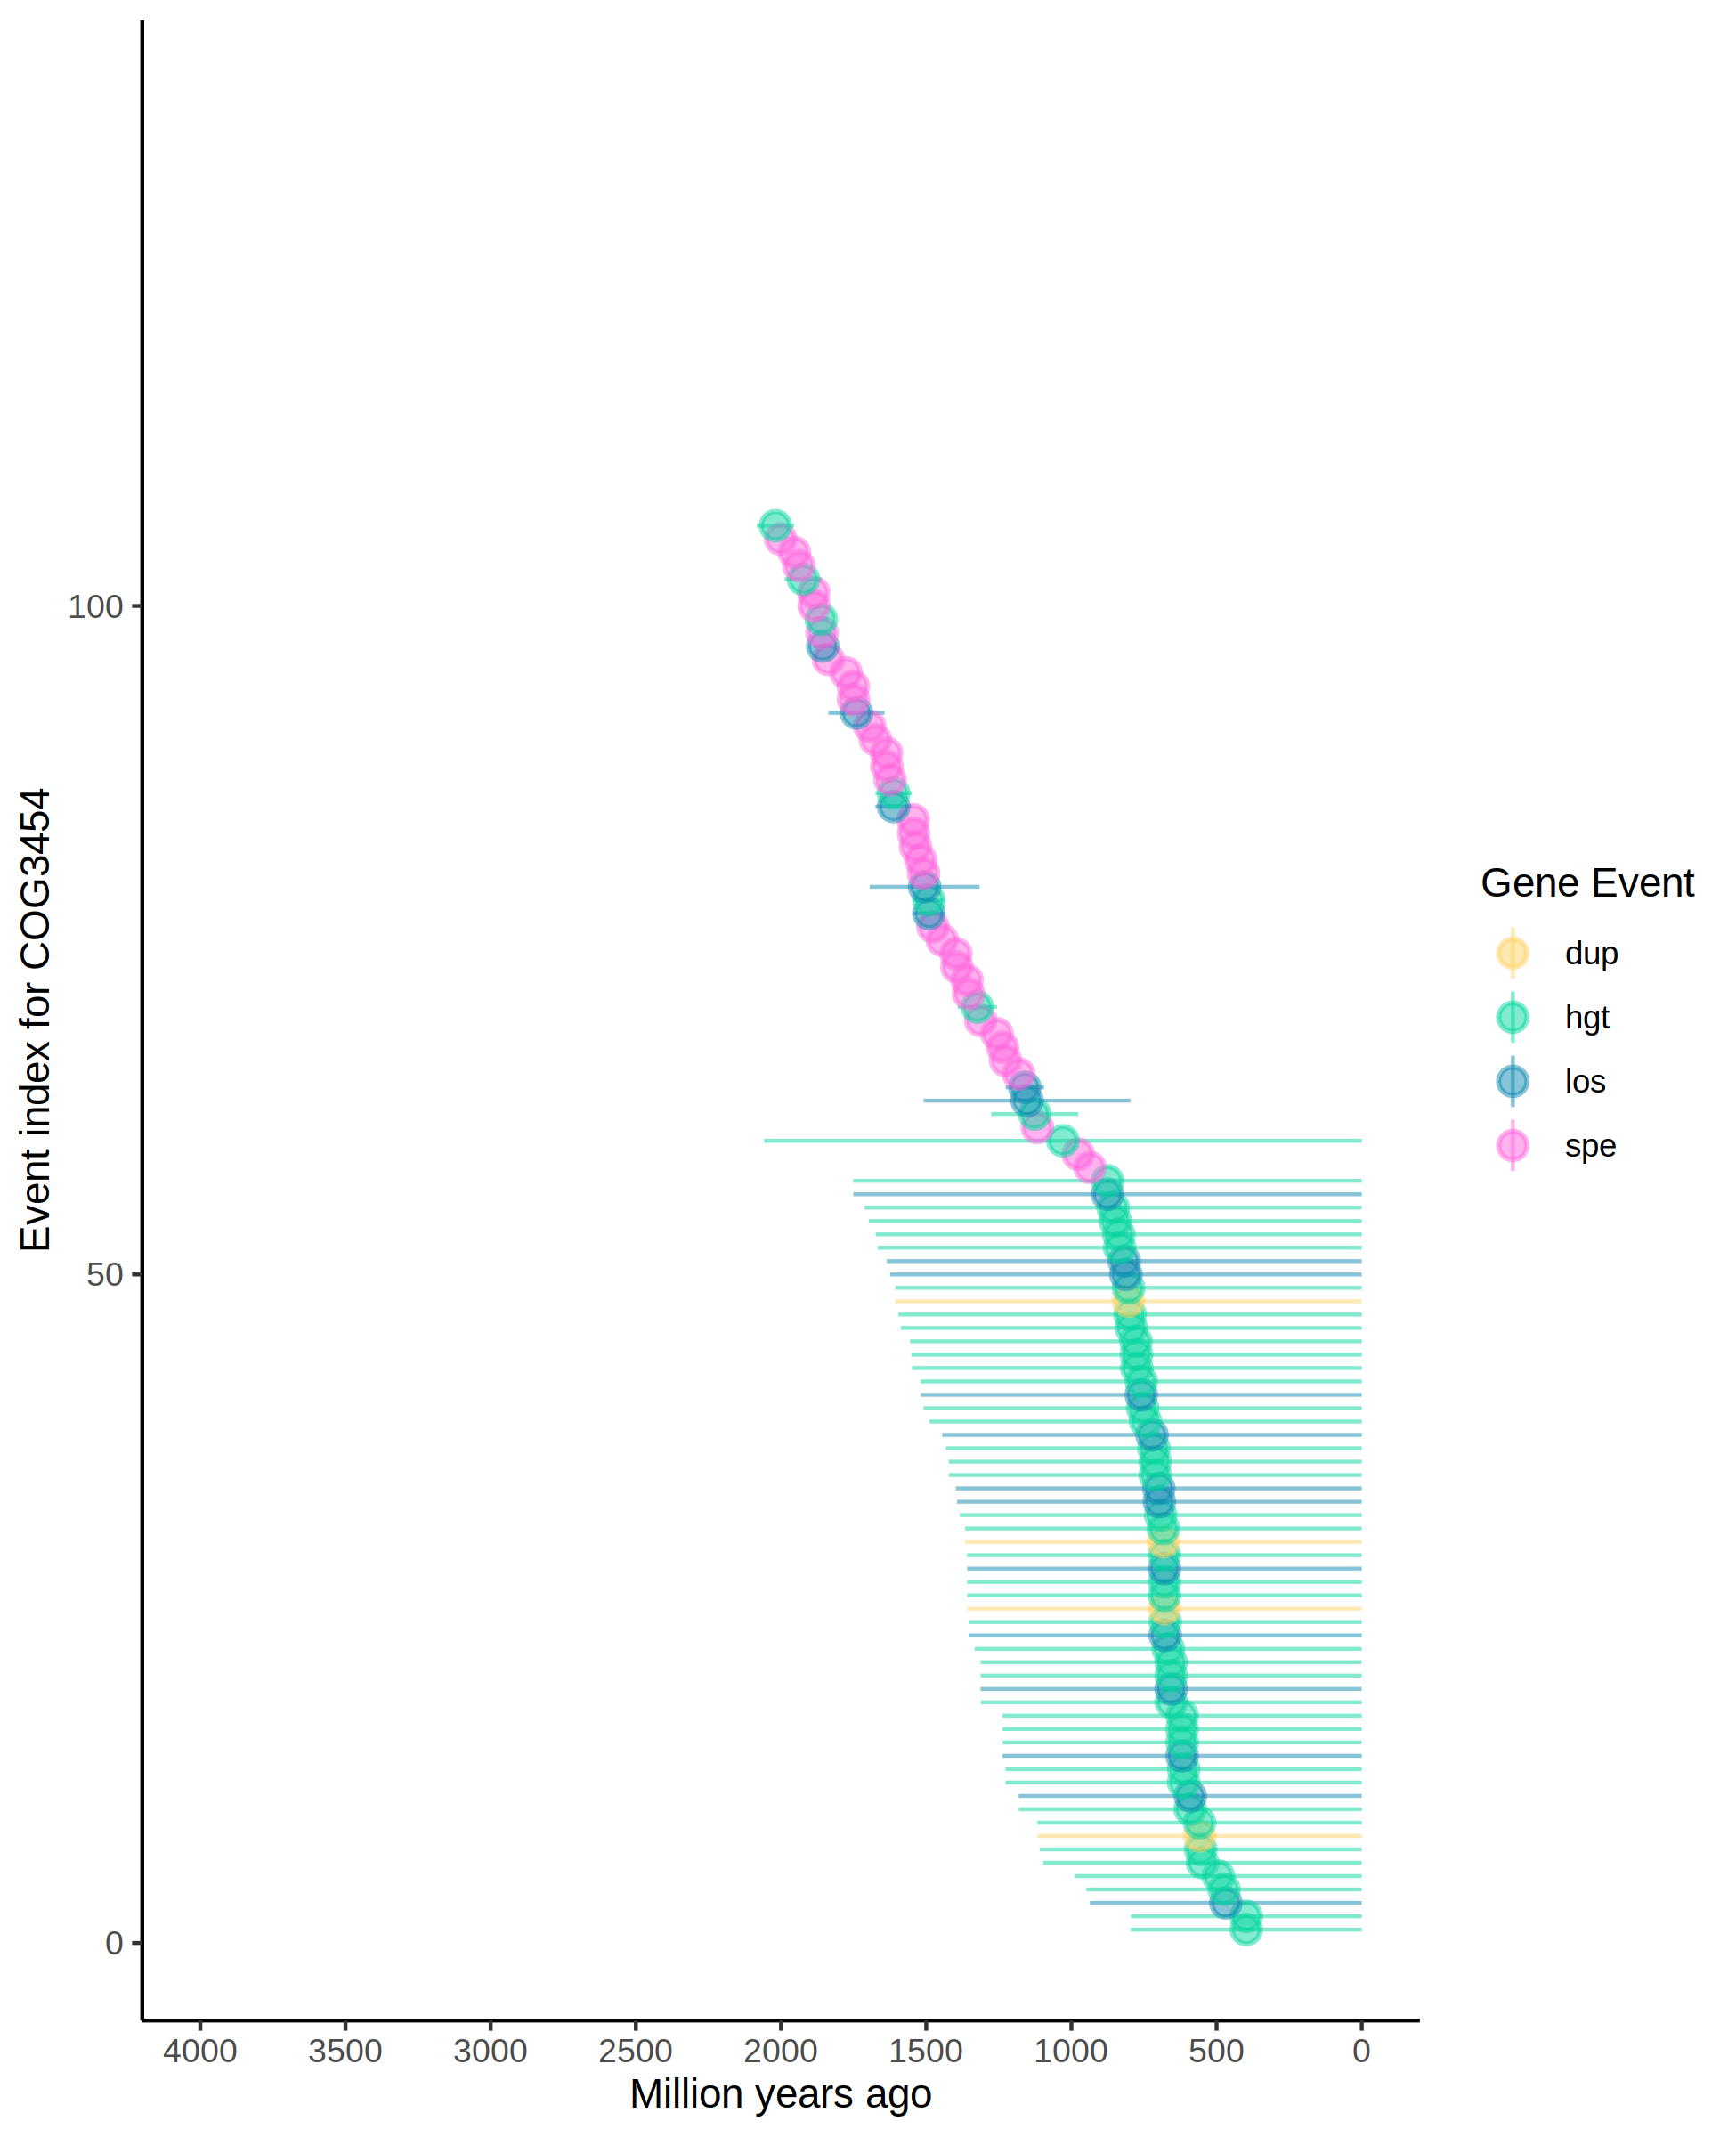 Event index for COG3454
100
50
0
4000 3500 3000 2500 2000 1500 1000 500 0
Million years ago
Gene Event
dup
hgt
los
spe